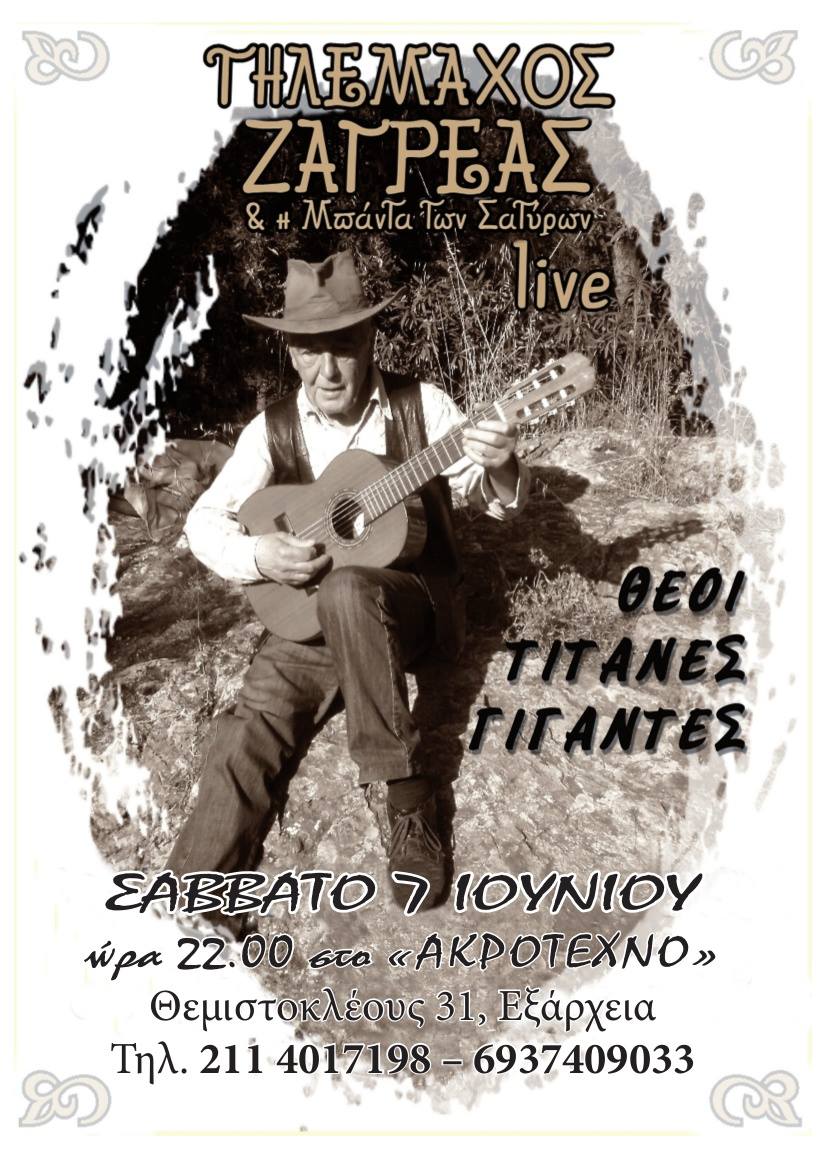 ΤΗΛΕΜΑΧΟΣ
ΖΑΓΡΕΑΣ
& η Μπάντα των Σατύρων
live
ΘΕΟΙ
ΤΙΤΑΝΕΣ
ΓΙΓΑΝΤΕΣ
ΣΑΒΒΑΤΟ 7 ΙΟΥΝΙΟΥ
ώρα 22.00 στο «ΑΚΡΟΤΕΧΝΟ»
Θεμιστοκλέους 31, Εξάρχεια
Τηλ. 211 4017198 – 6937409033